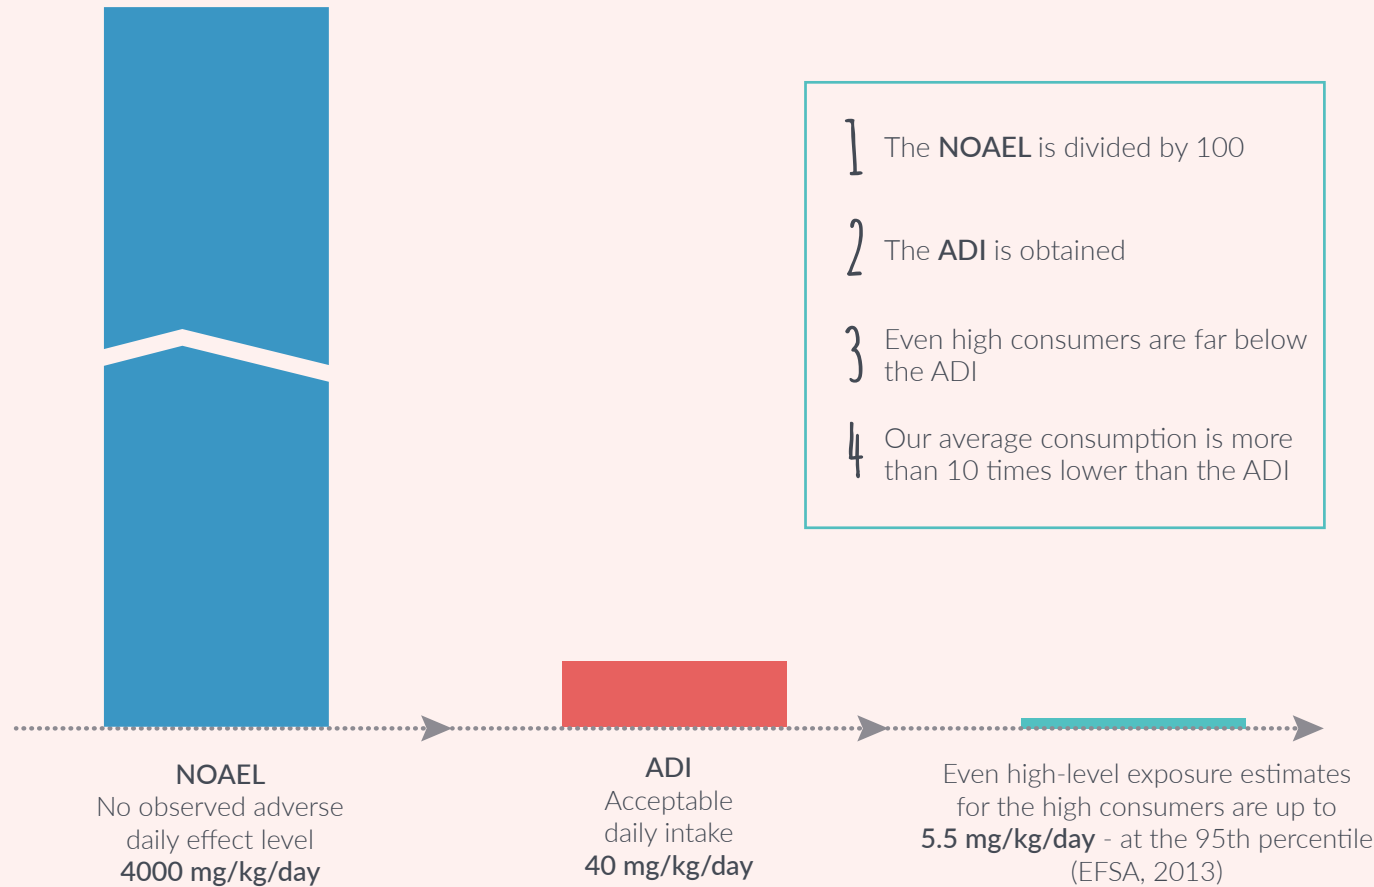 1 The NOAEL is divided by 100
2 The ADI is obtained
3 Even high consumers are far below
the ADI
4 Our average consumption is more
than 10 times lower than the ADI
NOAEL
No observed adverse
daily effect level
4000 mg/kg/day
ADI
Acceptable
daily intake
40 mg/kg/day
Even high-level exposure estimates
for the high consumers are up to
5.5 mg/kg/day - at the 95th percentile
(EFSA, 2013)